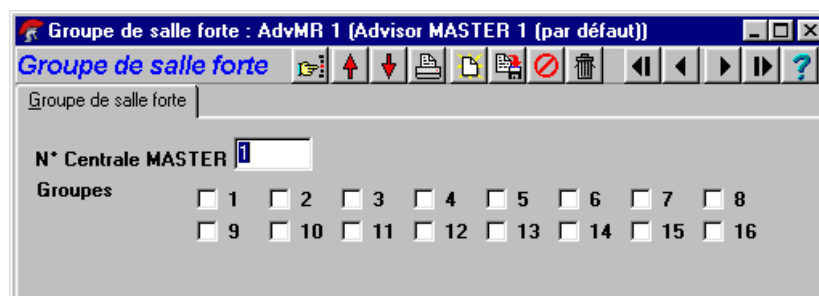 Groupe de salle forte : AdvMR 1 (Advisor MASTER 1 (par défaut))
Groupe de salle forte
Groupe de salle forte
N° Centrale MASTER 1
Groupes 1 2 3 4 5 6 7 8
9 10 11 12 13 14 15 16